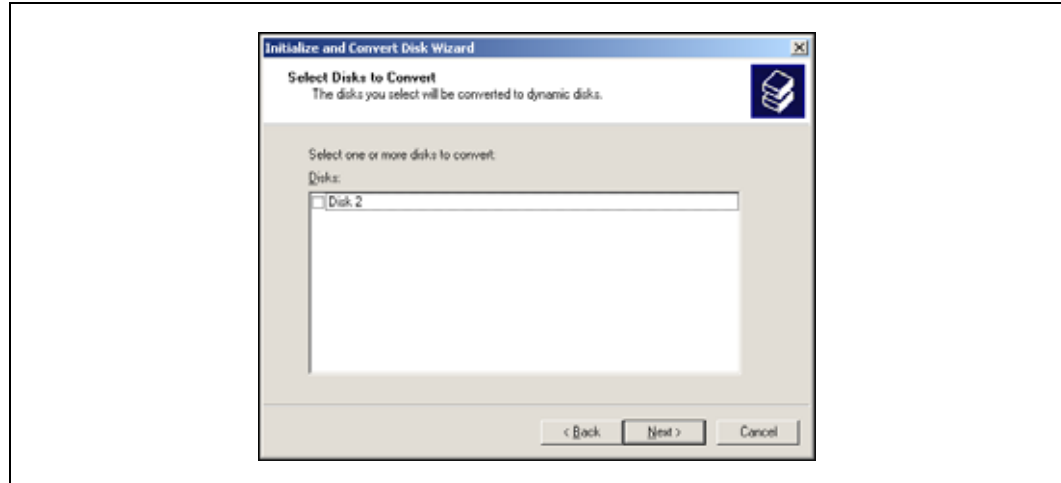 Initialize and Convert Disk Wizard
Select Disks to Convert
The disks you select will be converted to dynamic disks.
Select one or more disks to convert:
Disks:
Disk 2
< Back
Next >
Cancel